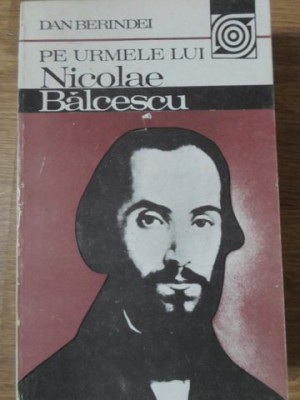 DAN BERINDEI
PE URMELE LUI
Nicolae
Bălcescu